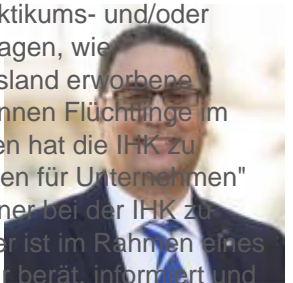 ktikums- und/oder
agen, wie
sland erworbene
nnen Flüchtlinge im
en hat die IHK zu
en für Unternehmen"
ner bei der IHK zu
er ist im Rahmen eines
r berät, informiert und